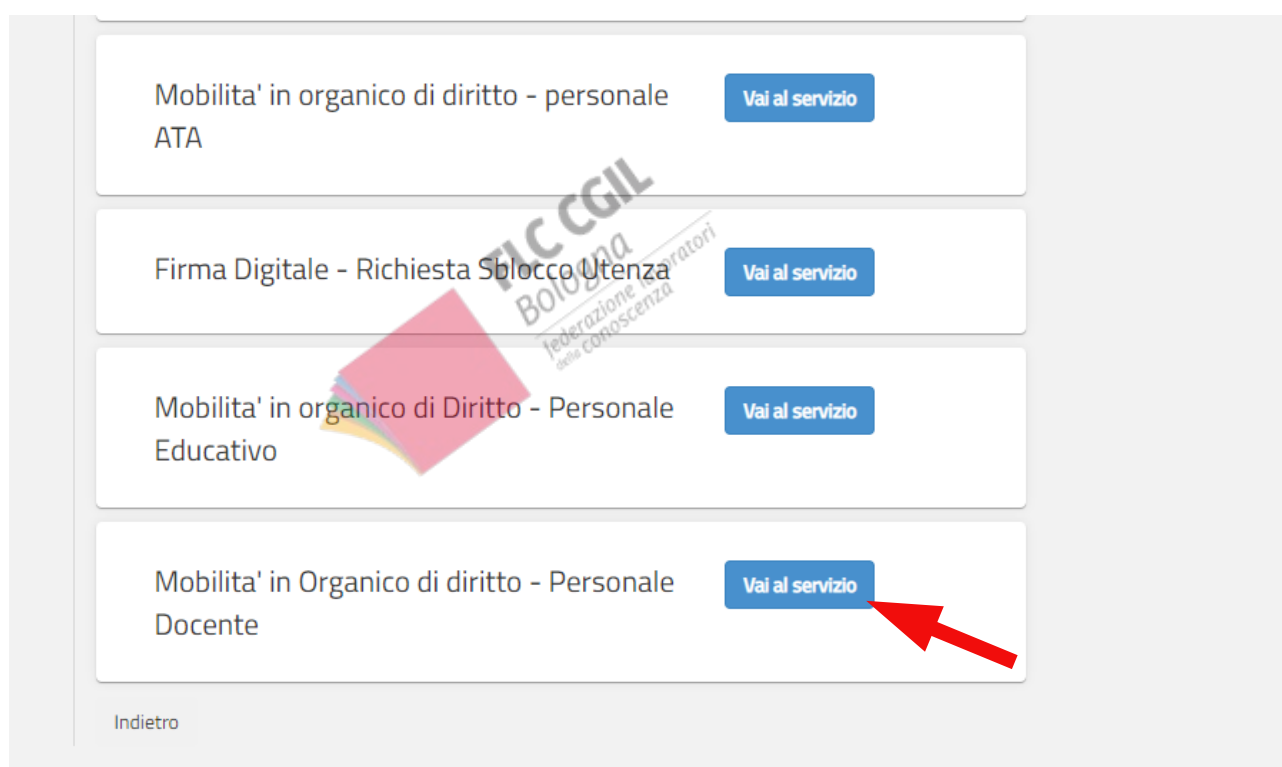 Mobilita' in organico di diritto - personale
ATA
Vai al servizio
FLC CGIL
Bologna
federazione lavoratori
della conoscenza
Firma Digitale - Richiesta Sblocco Utenza
Vai al servizio
Mobilita' in organico di Diritto - Personale
Educativo
Vai al servizio
Mobilita' in Organico di diritto - Personale
Docente
Vai al servizio
Indietro